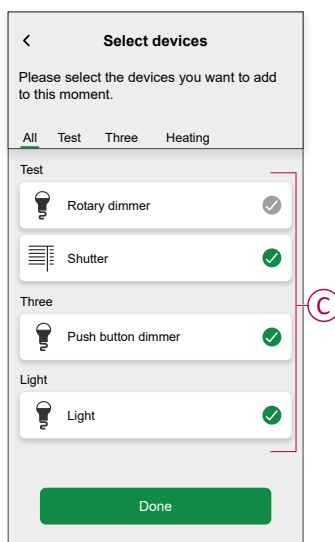 Select devices
Please select the devices you want to add
to this moment.
All Test Three Heating
Test
Rotary dimmer
Shutter
Three
Push button dimmer
Light
Light
Done
C